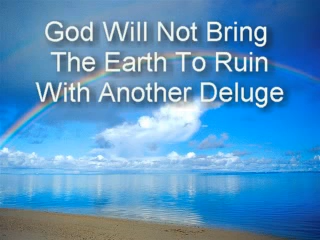 God Will Not Bring
The Earth To Ruin
With Another Deluge